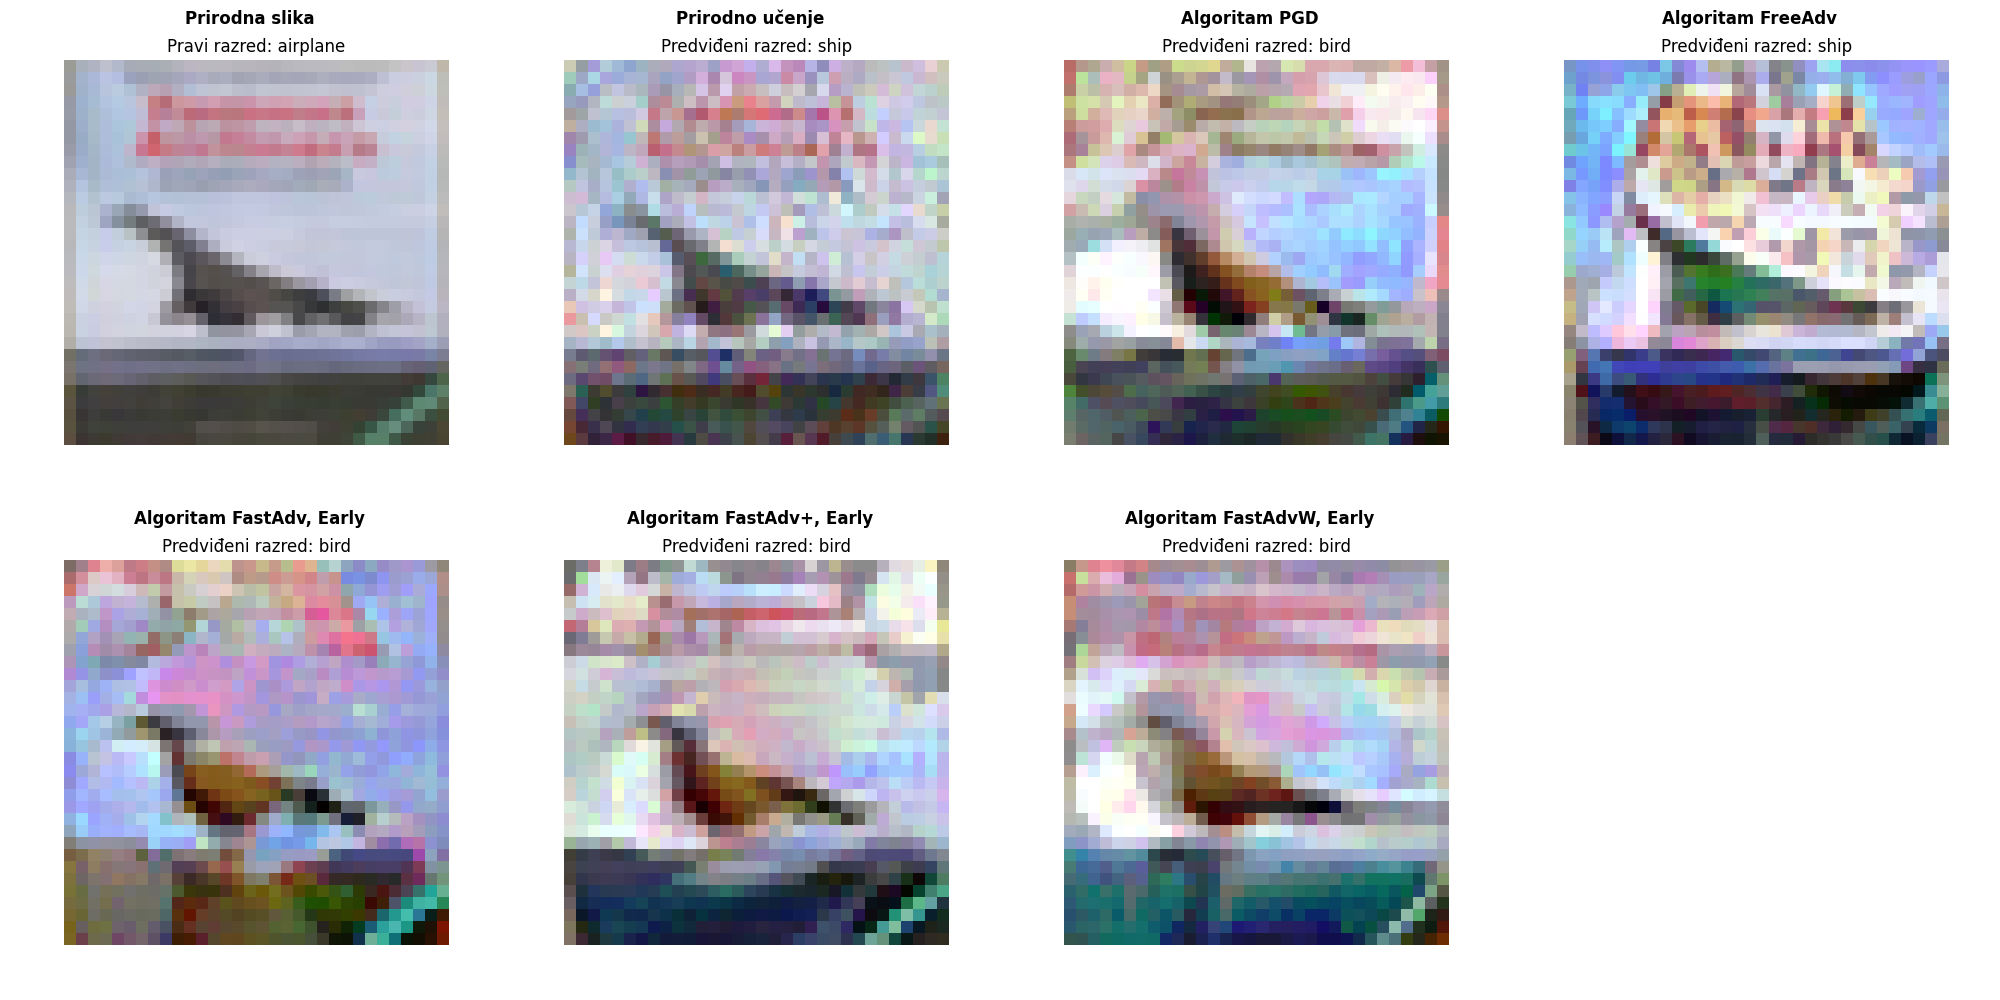 Prirodna slika
Pravi razred: airplane
Prirodno učenje
Predviđeni razred: ship
Algoritam PGD
Predviđeni razred: bird
Algoritam FreeAdv
Predviđeni razred: ship
Algoritam FastAdv, Early
Predviđeni razred: bird
Algoritam FastAdv+, Early
Predviđeni razred: bird
Algoritam FastAdvW, Early
Predviđeni razred: bird